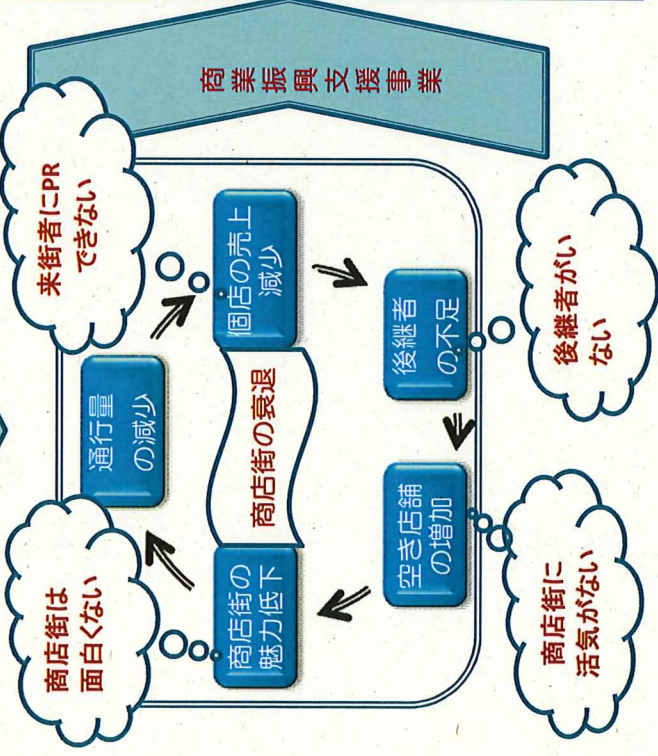 商業振興支援事業
来街者にPR
できない
商店街は
面白くない
通行量
の減少
個店の売上
減少
商店街の衰退
商店街の
魅力低下
後継者
の不足
空き店舗
の増加
後継者がい
ない
商店街に
活気がない